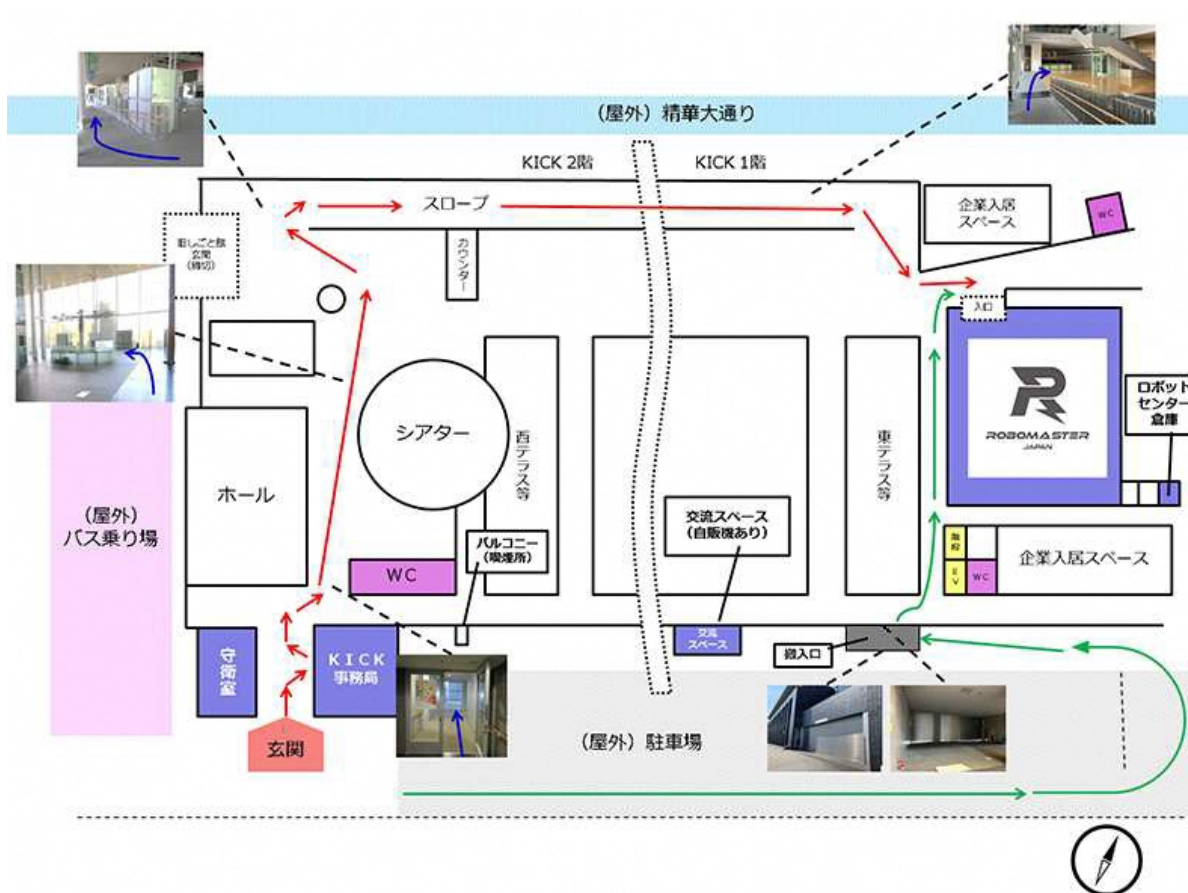 （屋外）精華大通り
KICK 2階
KICK 1階
スロープ
企業入居
スペース
WC
旧しごと館
玄関
（締切）
カウンター
入口
シアター
西テラス等
東テラス等
ROBOMASTER
JAPAN
ロボット
センター
倉庫
ホール
（屋外）
バス乗り場
交流スペース
（自販機あり）
バルコニー
（喫煙所）
WC
階段
EV
WC
企業入居スペース
守衛室
KICK
事務局
交流
スペース
搬入口
玄関
（屋外）駐車場